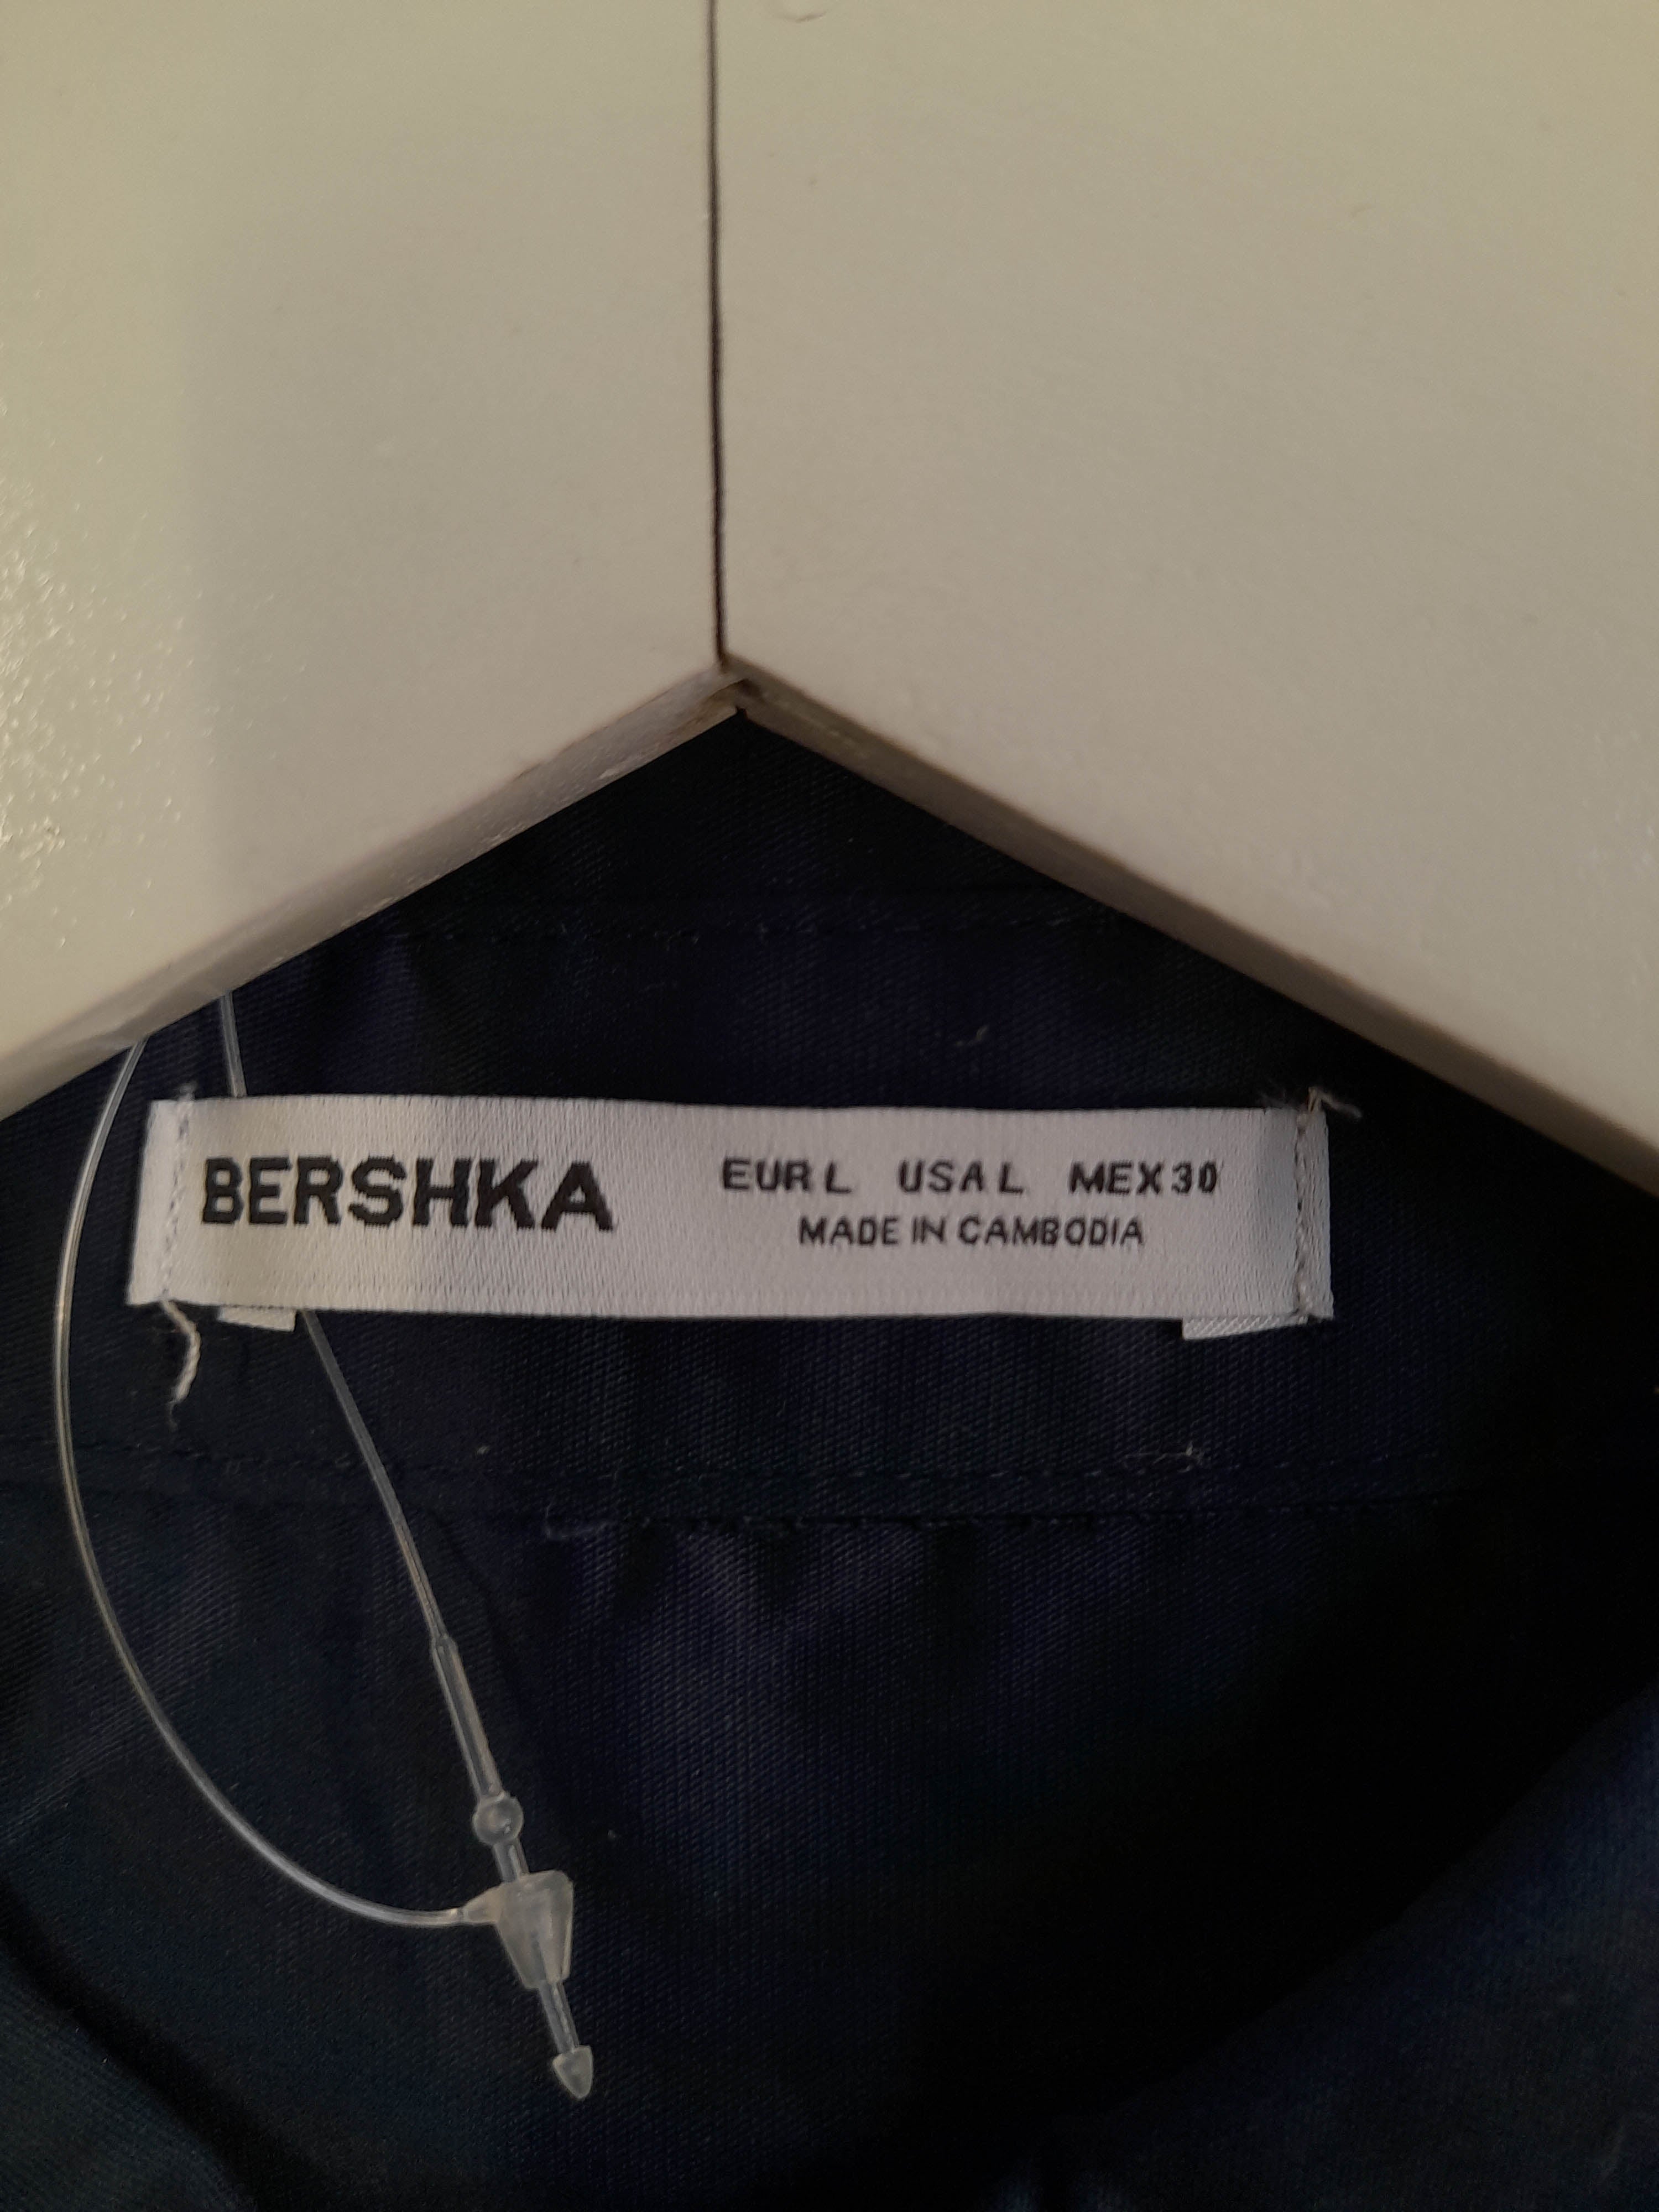 BERSHKA
EUR L USA L MEX 30
MADE IN CAMBODIA